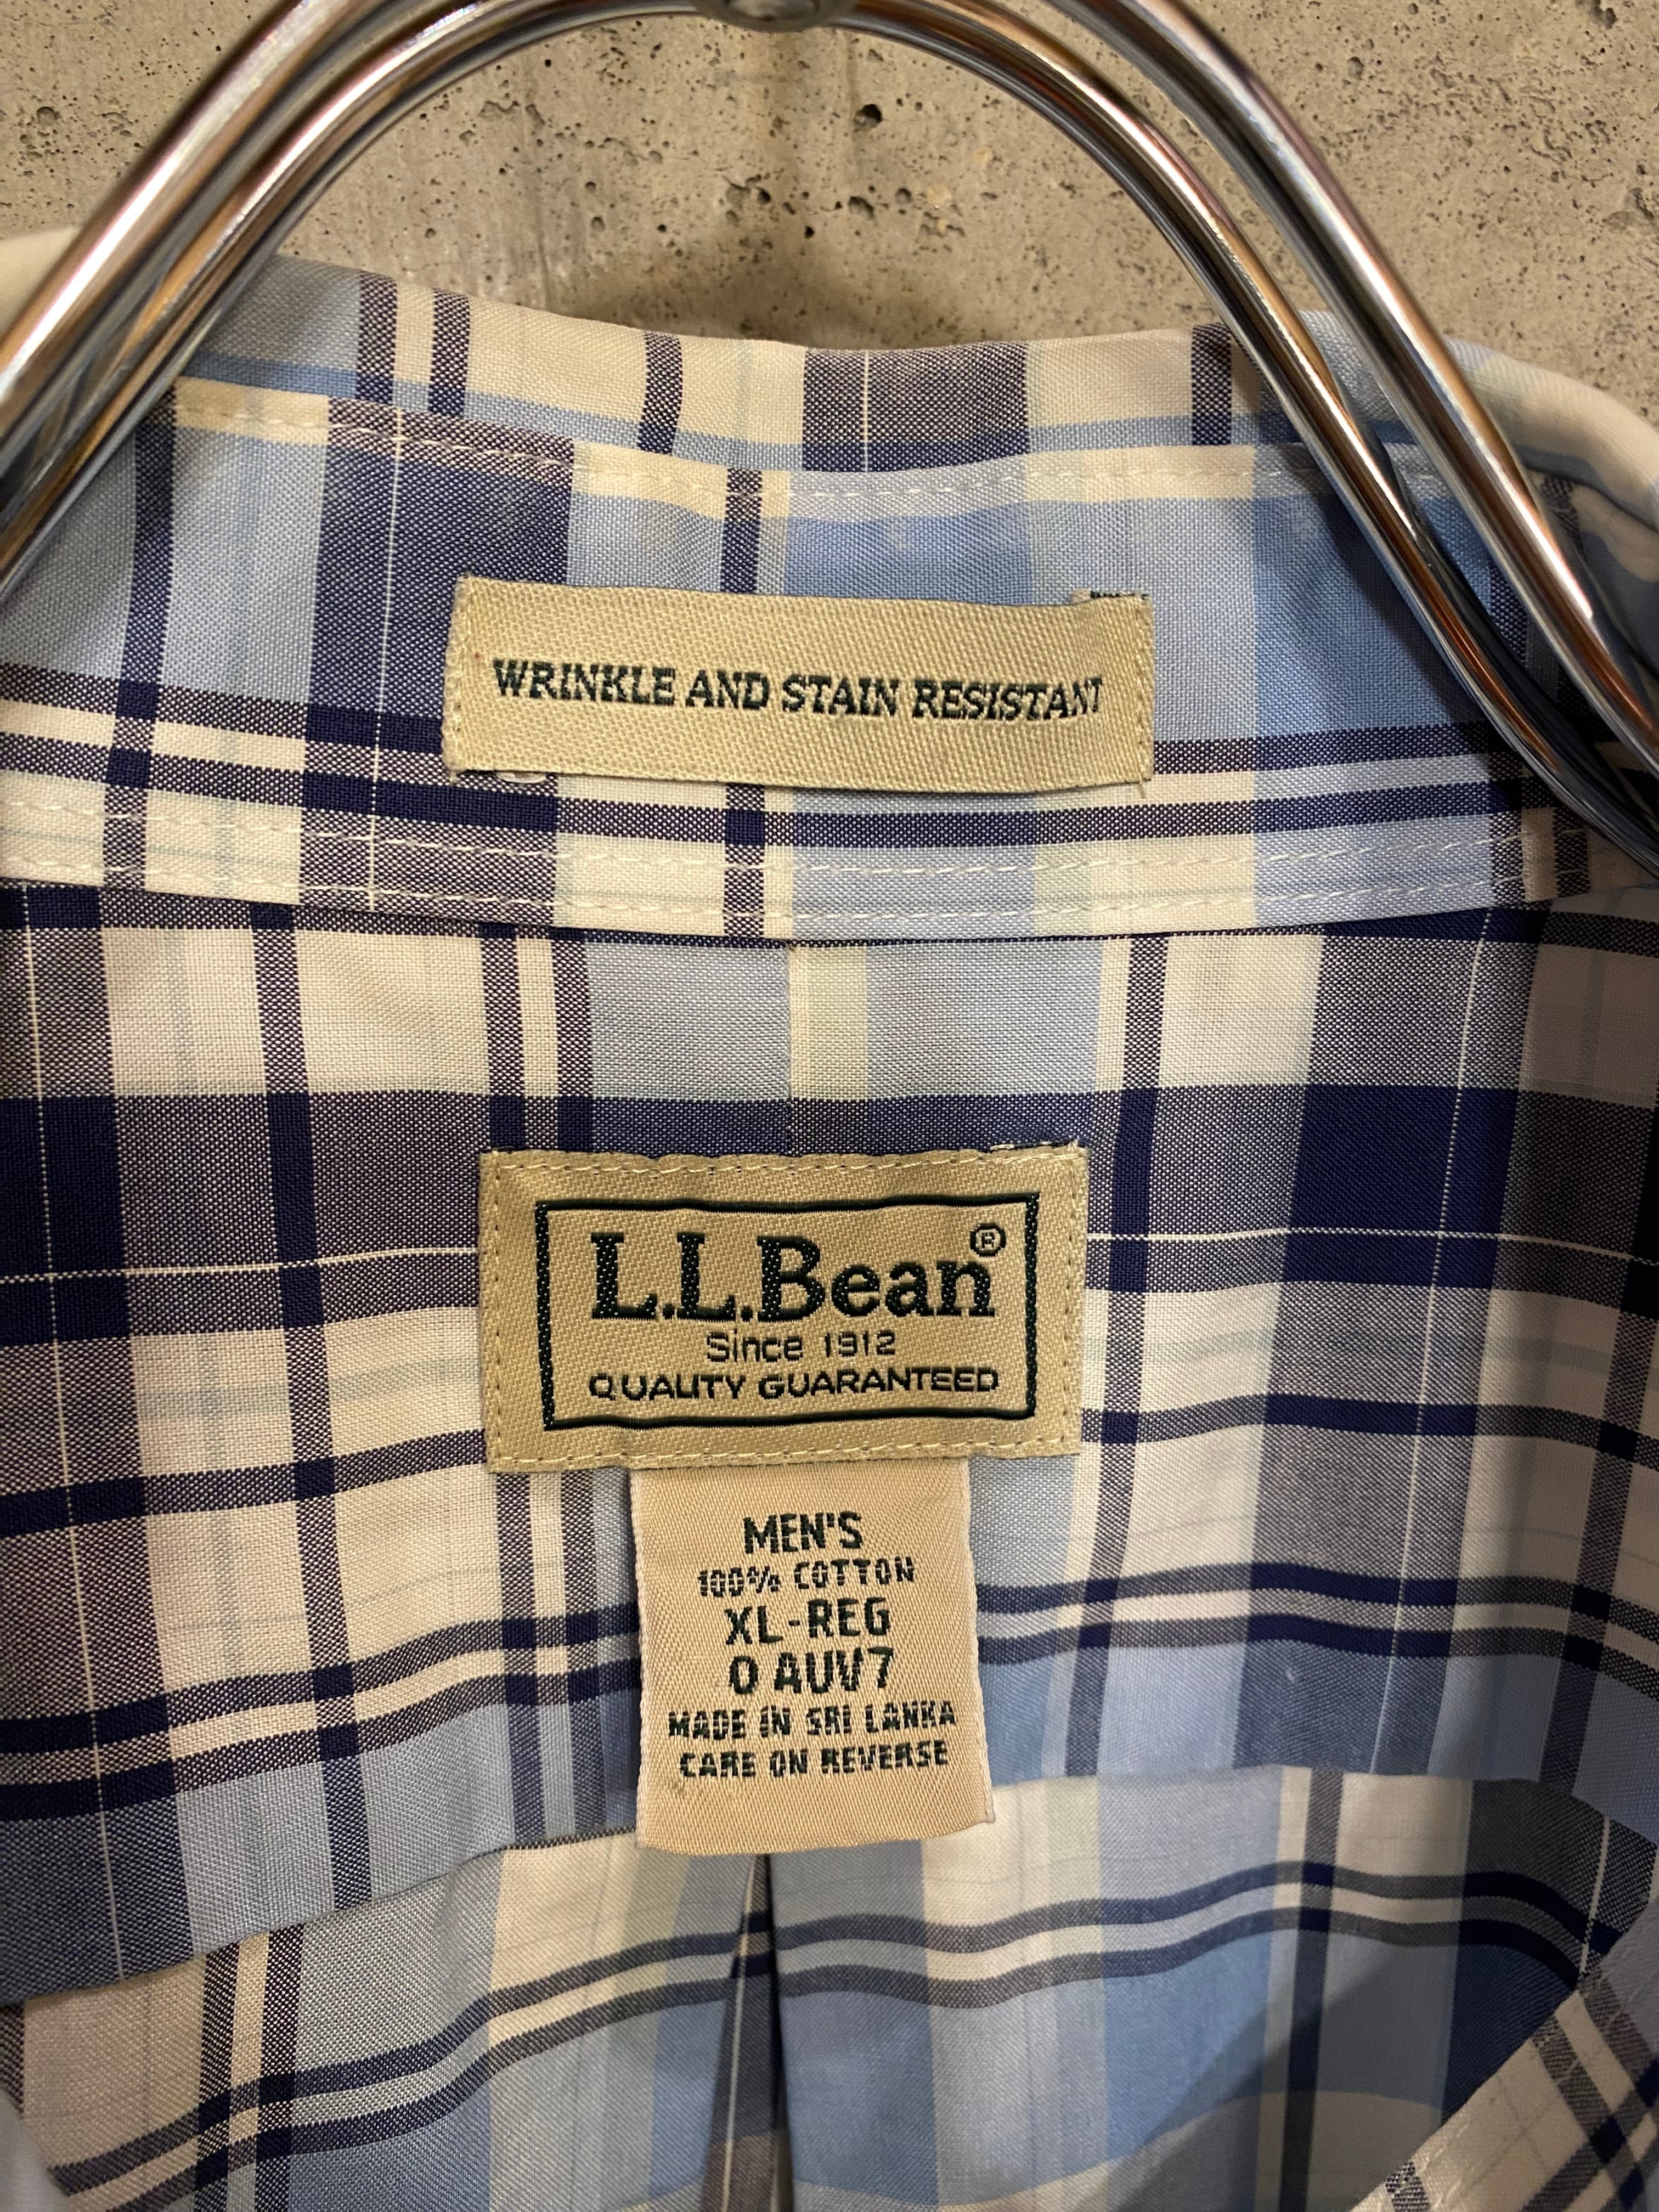 WRINKLE AND STAIN RESISTANT
L.L.Bean®
Since 1912
QUALITY GUARANTEED
MEN'S
100% COTTON
XL-REG
0 AUV7
MADE IN SRI LANKA
CARE ON REVERSE